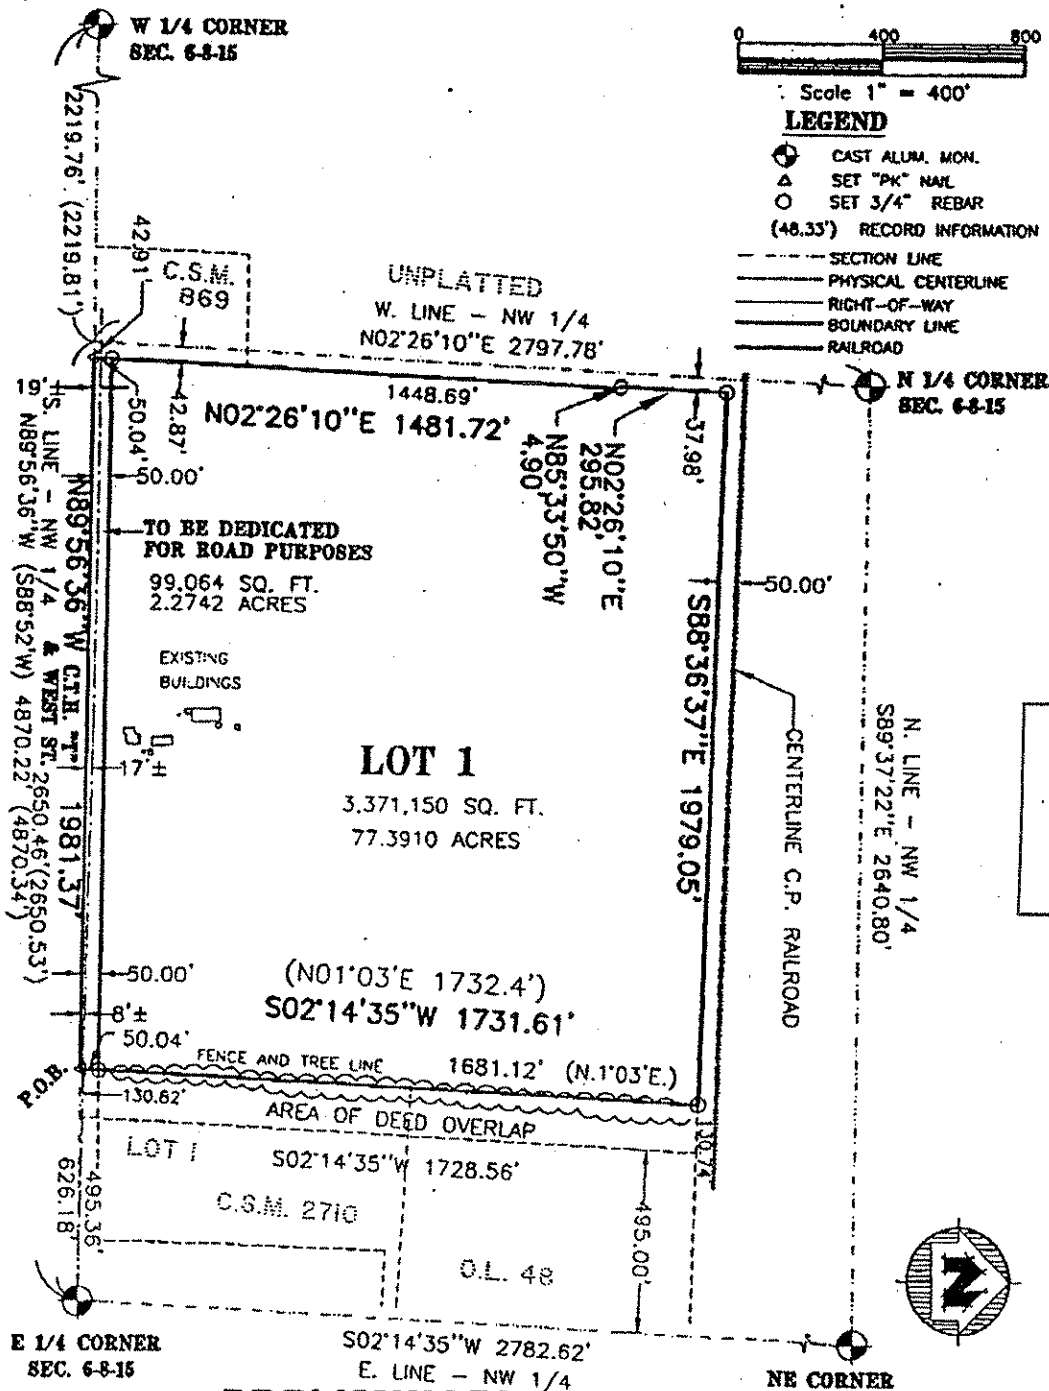 W 1/4 CORNER
SEC. 6-8-15
0 400 800
Scale 1" = 400'
LEGEND
CAST ALUM. MON.
SET "PK" NAIL
SET 3/4" REBAR
(48.33') RECORD INFORMATION
SECTION LINE
PHYSICAL CENTERLINE
RIGHT-OF-WAY
BOUNDARY LINE
RAILROAD
2219.76' (2219.81')
42.91'
C.S.M.
869
UNPLATTED
W. LINE - NW 1/4
N02°26'10"E 2797.78'
N 1/4 CORNER
SEC. 6-8-15
19'±
50.04'
42.87'
1448.69'
N02°26'10"E 1481.72'
N85°33'50"W
4.90'
N02°26'10"E
295.82'
37.98'
50.00'
TO BE DEDICATED
FOR ROAD PURPOSES
99.064 SQ. FT.
2.2742 ACRES
50.00'
EXISTING
BUILDINGS
17'±
S. LINE - NW 1/4
N89°56'36"W (S88°52'W) 4870.22' (4870.34')
& WEST ST. 2650.46' (2650.53')
N89°56'36"W C.T.H. "T" 1981.37'
LOT 1
3,371,150 SQ. FT.
77.3910 ACRES
S88°36'37"E 1979.05'
CENTERLINE C.P. RAILROAD
N. LINE - NW 1/4
S89°37'22"E 2640.80'
50.00'
8'±
50.04'
(N01°03'E 1732.4')
S02°14'35"W 1731.61'
FENCE AND TREE LINE
1681.12' (N.1°03'E.)
P.O.B.
130.62'
AREA OF DEED OVERLAP
130.74
LOT 1
S02°14'35"W 1728.56'
C.S.M. 2710
O.L. 48
495.00'
495.36'
626.18'
N
E 1/4 CORNER
SEC. 6-8-15
S02°14'35"W 2782.62'
E. LINE - NW 1/4
NE CORNER